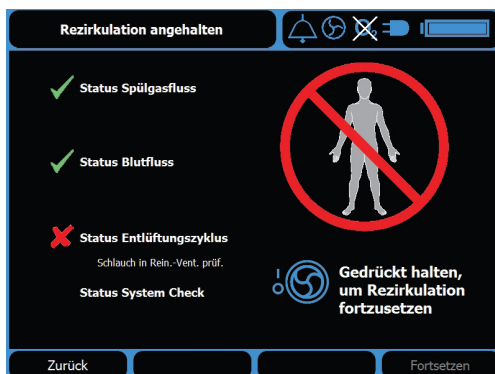 Rezirkulation angehalten
O₂
Status Spülgasfluss
Status Blutfluss
Status Entlüftungszyklus
Schlauch in Rein.-Vent. prüf.
Status System Check
I
O
Gedrückt halten,
um Rezirkulation
fortzusetzen
Zurück
Fortsetzen